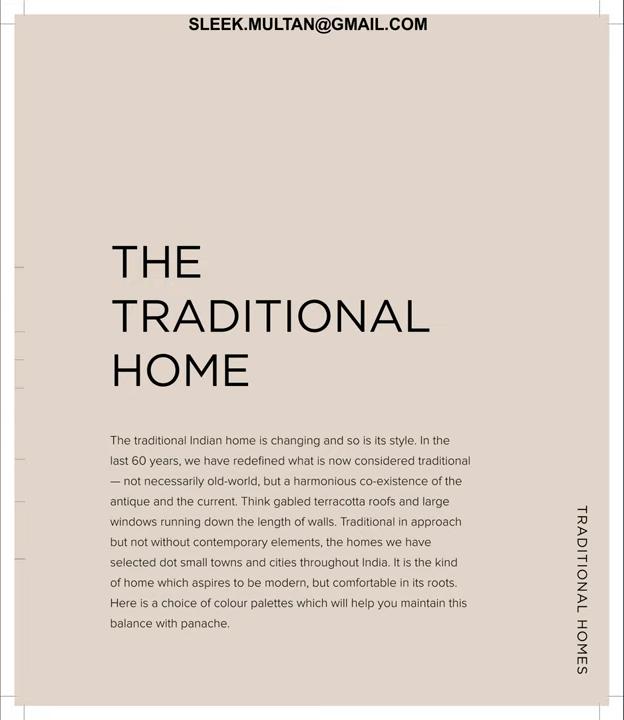 SLEEK.MULTAN@GMAIL.COM
THE
TRADITIONAL
HOME
The traditional Indian home is changing and so is its style. In the
last 60 years, we have redefined what is now considered traditional
— not necessarily old-world, but a harmonious co-existence of the
antique and the current. Think gabled terracotta roofs and large
windows running down the length of walls. Traditional in approach
but not without contemporary elements, the homes we have
selected dot small towns and cities throughout India. It is the kind
of home which aspires to be modern, but comfortable in its roots.
Here is a choice of colour palettes which will help you maintain this
balance with panache.
TRADITIONAL HOMES